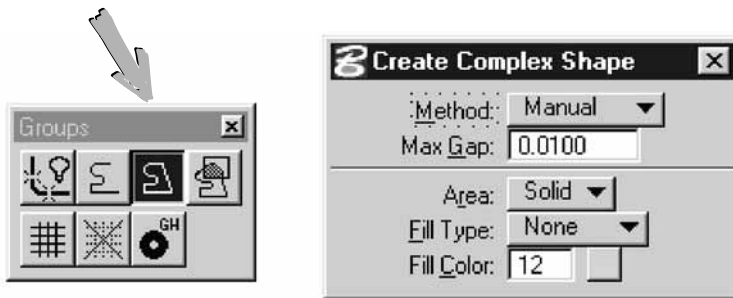 Groups
GH
Create Complex Shape
Method: Manual
Max Gap: 0.0100
Area: Solid
Fill Type: None
Fill Color: 12